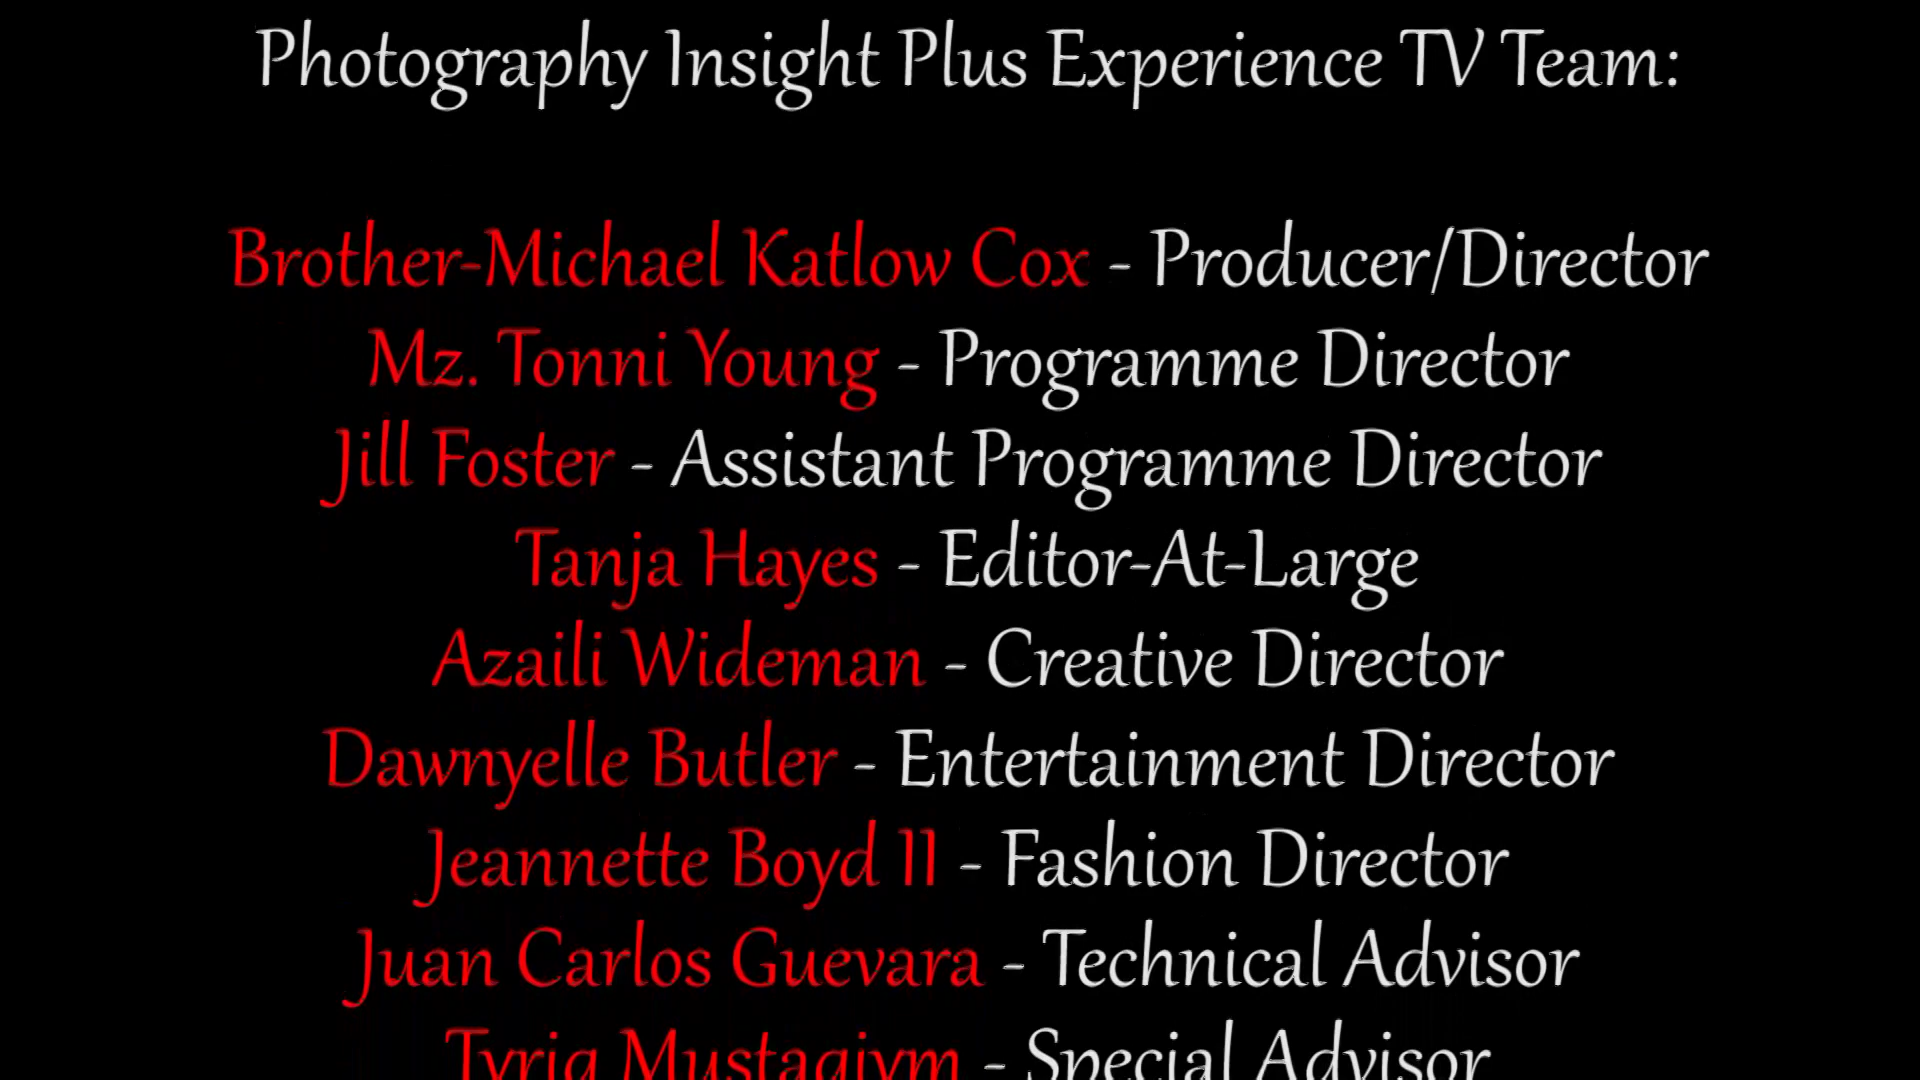 Photography Insight Plus Experience TV Team:
Brother-Michael Katlow Cox - Producer/Director
Mz. Tonni Young - Programme Director
Jill Foster - Assistant Programme Director
Tanja Hayes - Editor-At-Large
Azaili Wideman - Creative Director
Dawnyelle Butler - Entertainment Director
Jeannette Boyd II - Fashion Director
Juan Carlos Guevara - Technical Advisor
Tyriq Mustaqiym - Special Advisor